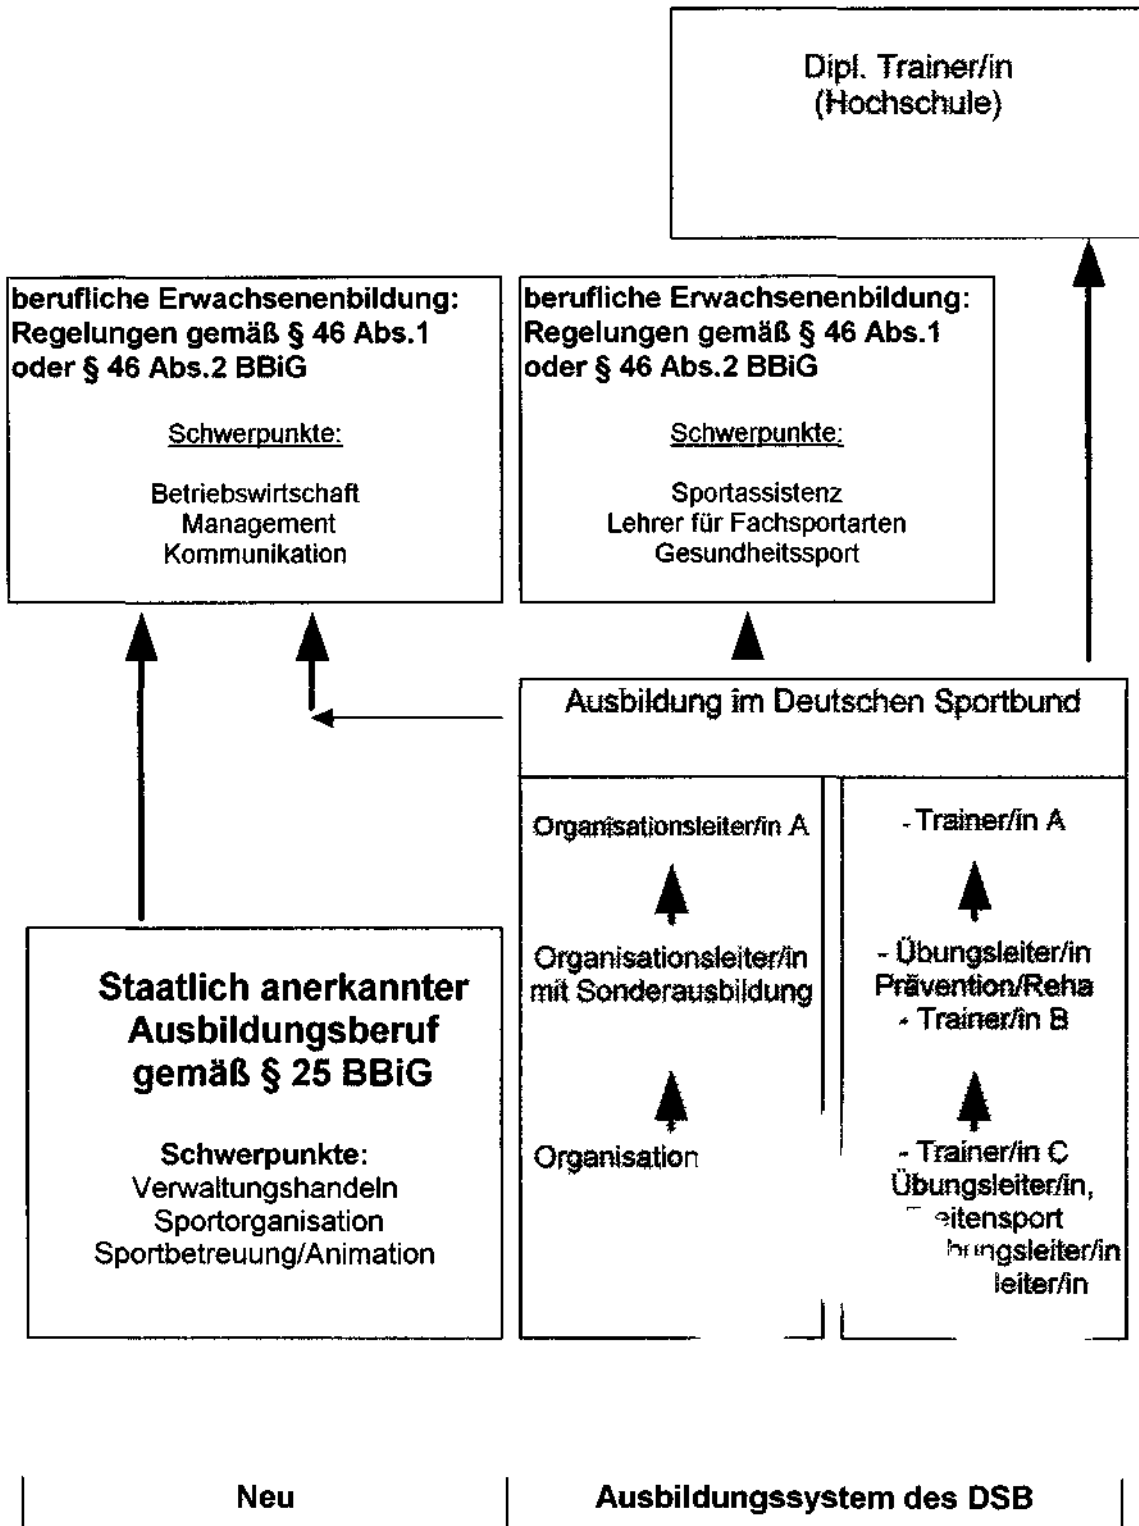 Dipl. Trainer/in
(Hochschule)
berufliche Erwachsenenbildung:
Regelungen gemäß § 46 Abs.1
oder § 46 Abs.2 BBiG
Schwerpunkte:
Betriebswirtschaft
Management
Kommunikation
berufliche Erwachsenenbildung:
Regelungen gemäß § 46 Abs.1
oder § 46 Abs.2 BBiG
Schwerpunkte:
Sportassistenz
Lehrer für Fachsportarten
Gesundheitssport
Ausbildung im Deutschen Sportbund
Organisationsleiter/in A
Organisationsleiter/in
mit Sonderausbildung
Organisation
- Trainer/in A
- Übungsleiter/in
Prävention/Reha
- Trainer/in B
- Trainer/in C
Übungsleiter/in,
eitensport
bungsleiter/in
leiter/in
Staatlich anerkannter
Ausbildungsberuf
gemäß § 25 BBiG
Schwerpunkte:
Verwaltungshandeln
Sportorganisation
Sportbetreuung/Animation
Neu
Ausbildungssystem des DSB